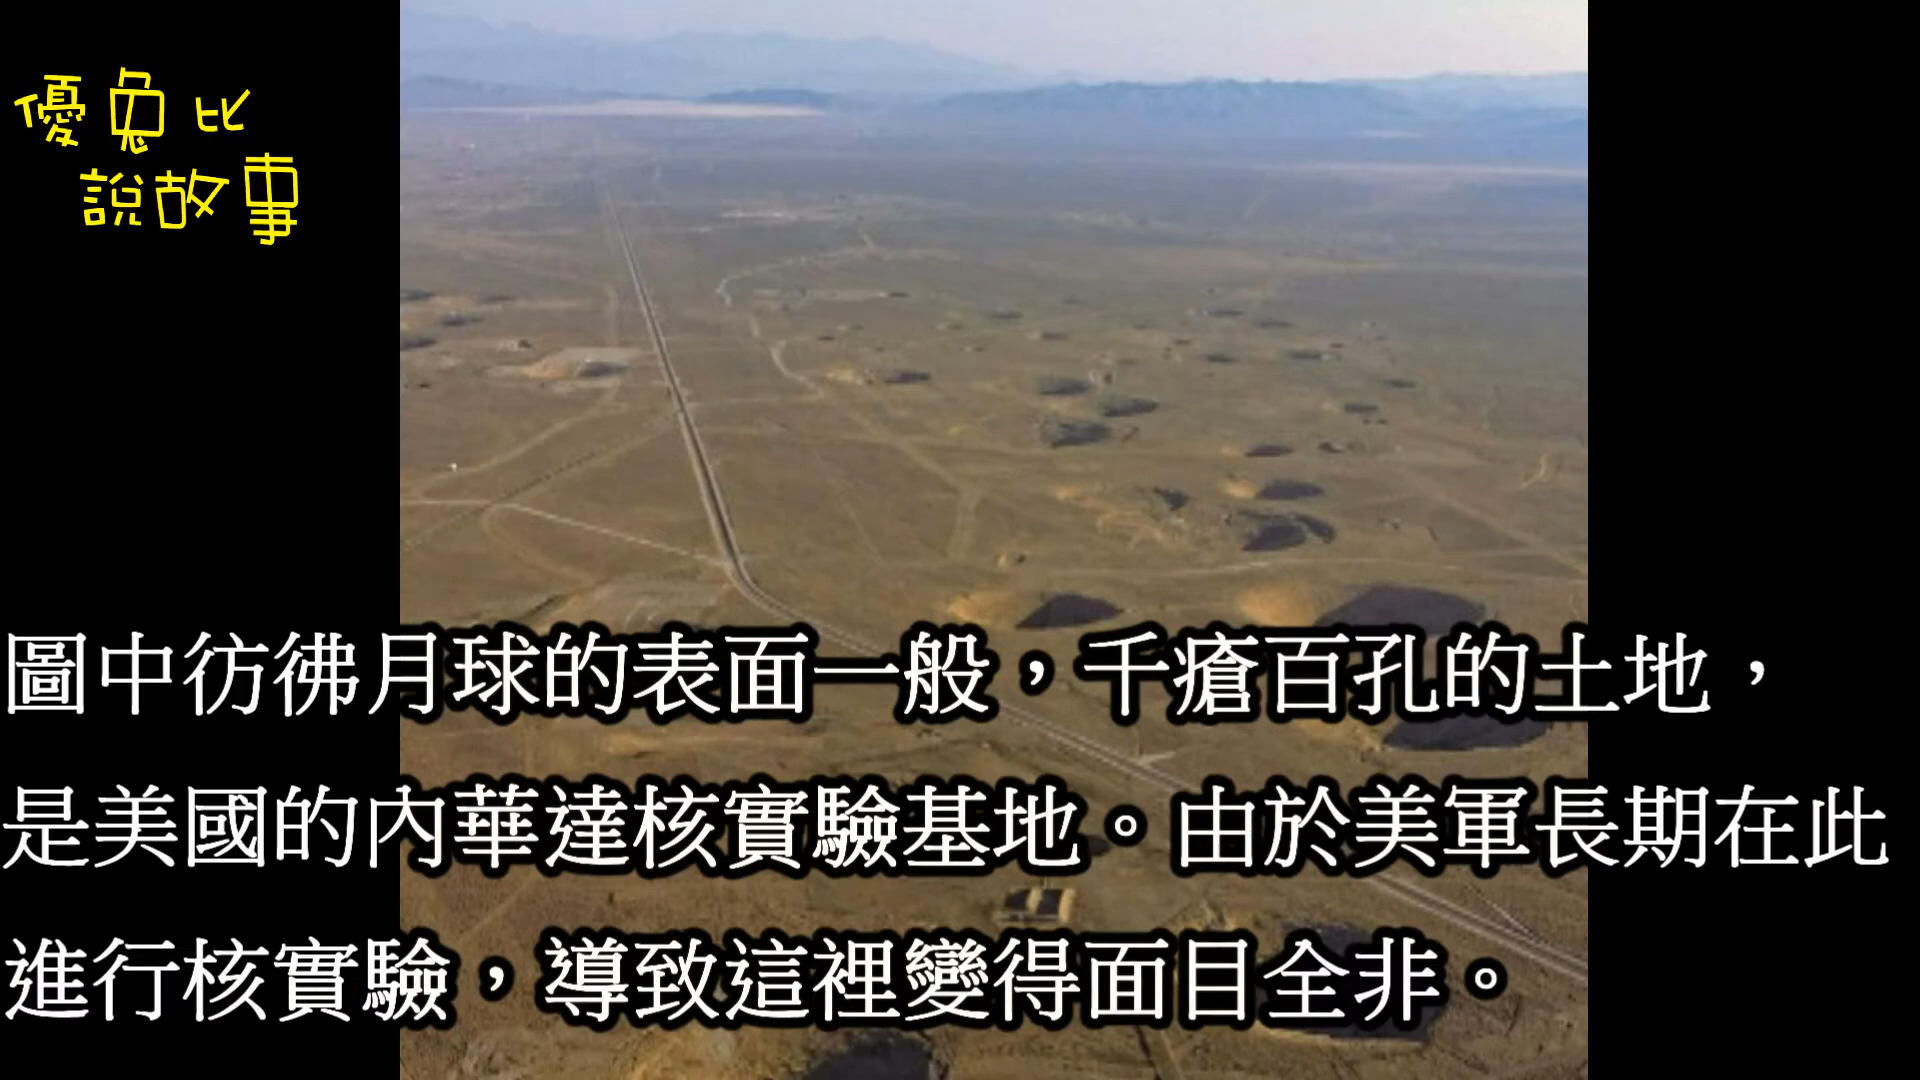 優兔比
說故事
圖中彷彿月球的表面一般，千瘡百孔的土地，
是美國的內華達核實驗基地。由於美軍長期在此
進行核實驗，導致這裡變得面目全非。